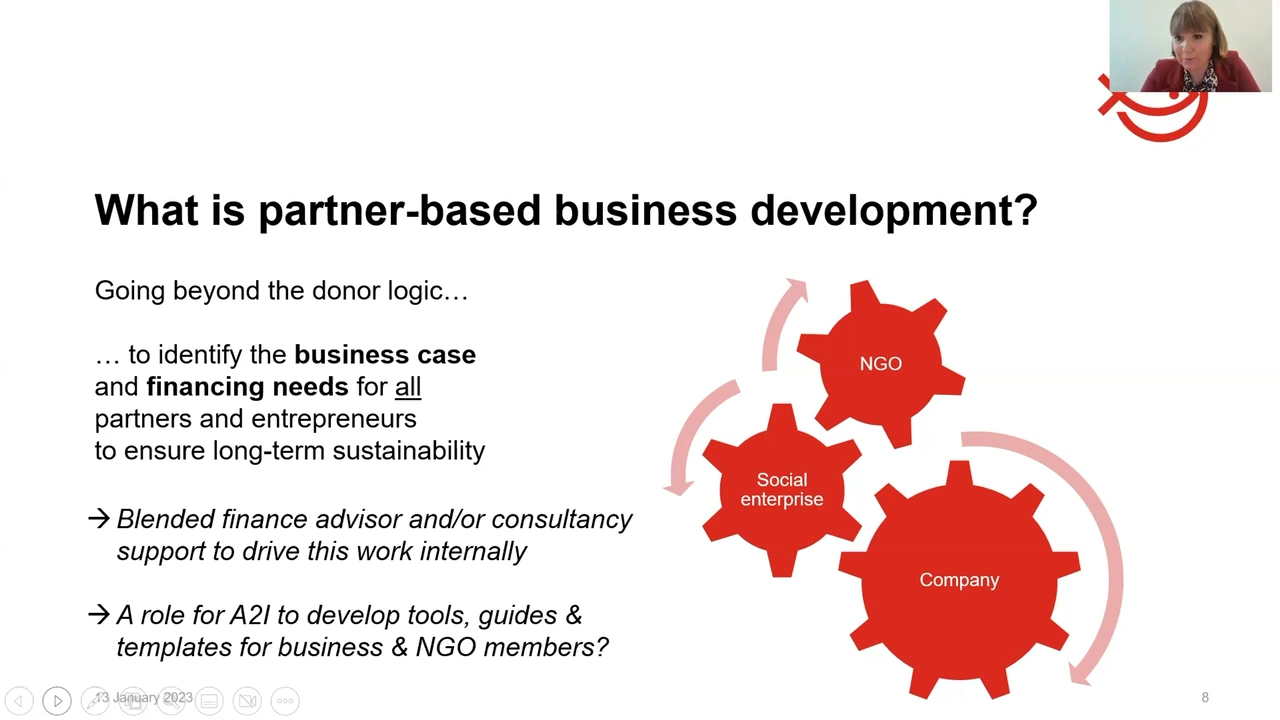 What is partner-based business development?
Going beyond the donor logic…
… to identify the business case
and financing needs for all
partners and entrepreneurs
to ensure long-term sustainability
→ Blended finance advisor and/or consultancy
support to drive this work internally
→ A role for A2I to develop tools, guides &
templates for business & NGO members?
NGO
Social
enterprise
Company
13 January 2023
8